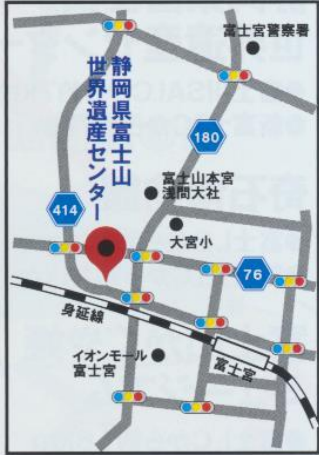 富士宮警察署
静岡県富士山
世界遺産センター
180
富士山本宮
浅間大社
414
大宮小
76
身延線
イオンモール
富士宮
富士宮